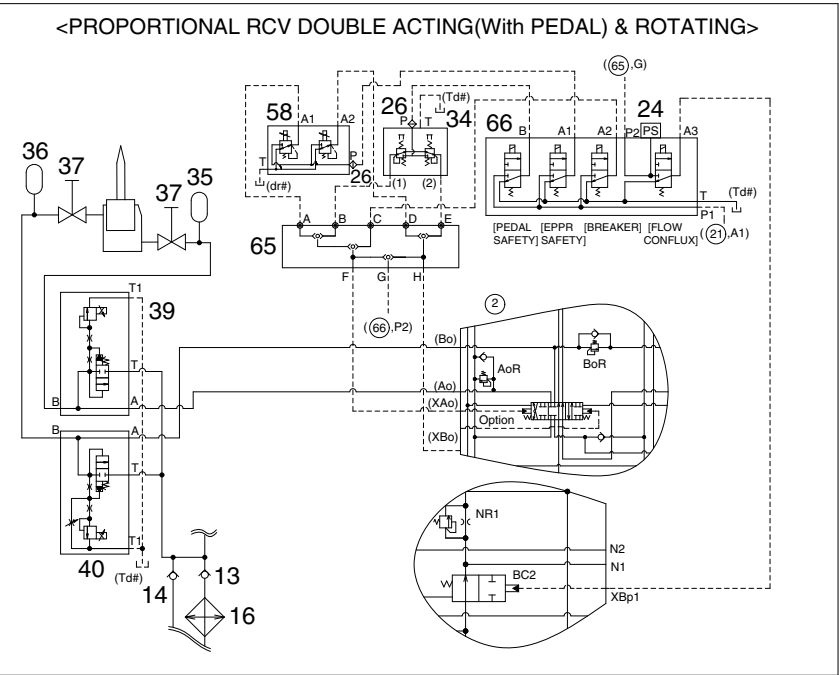 <PROPORTIONAL RCV DOUBLE ACTING(With PEDAL) & ROTATING>
((65),G)
36 37 37 35
58 A1 A2 T P 26 (dr#)
26 P T (Td#) 34 (1) (2)
66 B A1 A2 P2 24 PS A3
T (Td#)
P1
((21),A1)
[PEDAL SAFETY] [EPPR SAFETY] [BREAKER] [FLOW CONFLUX]
65 A B C D E
F G H
((66),P2)
T1
39
T
B A
B A
T
T1
40
(Td#)
14 13
16
2
(Bo)
(Ao)
(XAo)
(XBo)
AoR
BoR
Option
NR1
N2
N1
BC2
XBp1